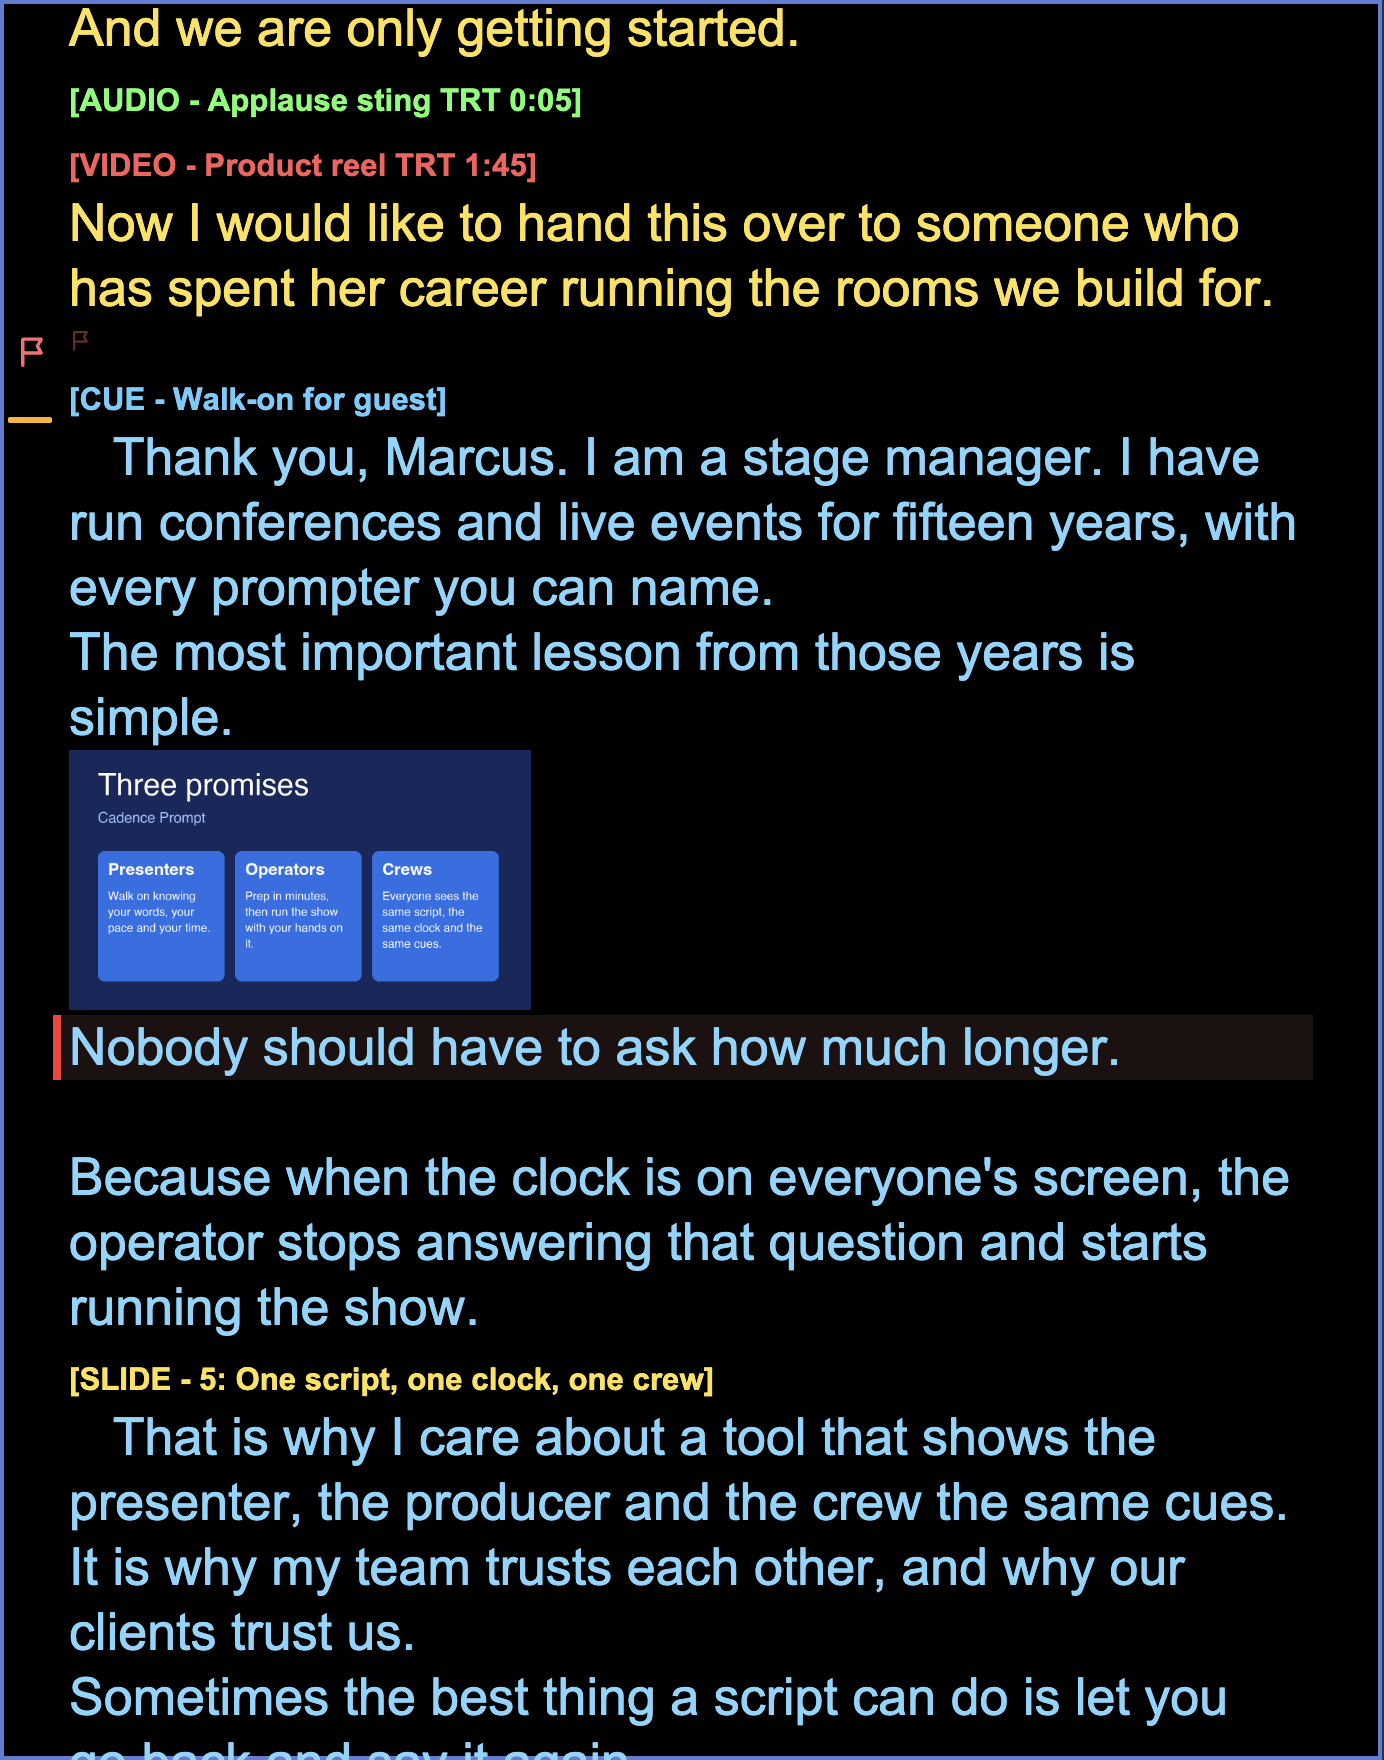 And we are only getting started.
[AUDIO - Applause sting TRT 0:05]
[VIDEO - Product reel TRT 1:45]
Now I would like to hand this over to someone who
has spent her career running the rooms we build for.
[CUE - Walk-on for guest]
Thank you, Marcus. I am a stage manager. I have
run conferences and live events for fifteen years, with
every prompter you can name.
The most important lesson from those years is
simple.
Three promises
Cadence Prompt
Presenters
Walk on knowing
your words, your
pace and your time.
Operators
Prep in minutes,
then run the show
with your hands on
it.
Crews
Everyone sees the
same script, the
same clock and the
same cues.
Nobody should have to ask how much longer.
Because when the clock is on everyone's screen, the
operator stops answering that question and starts
running the show.
[SLIDE - 5: One script, one clock, one crew]
That is why I care about a tool that shows the
presenter, the producer and the crew the same cues.
It is why my team trusts each other, and why our
clients trust us.
Sometimes the best thing a script can do is let you
go back and say it again